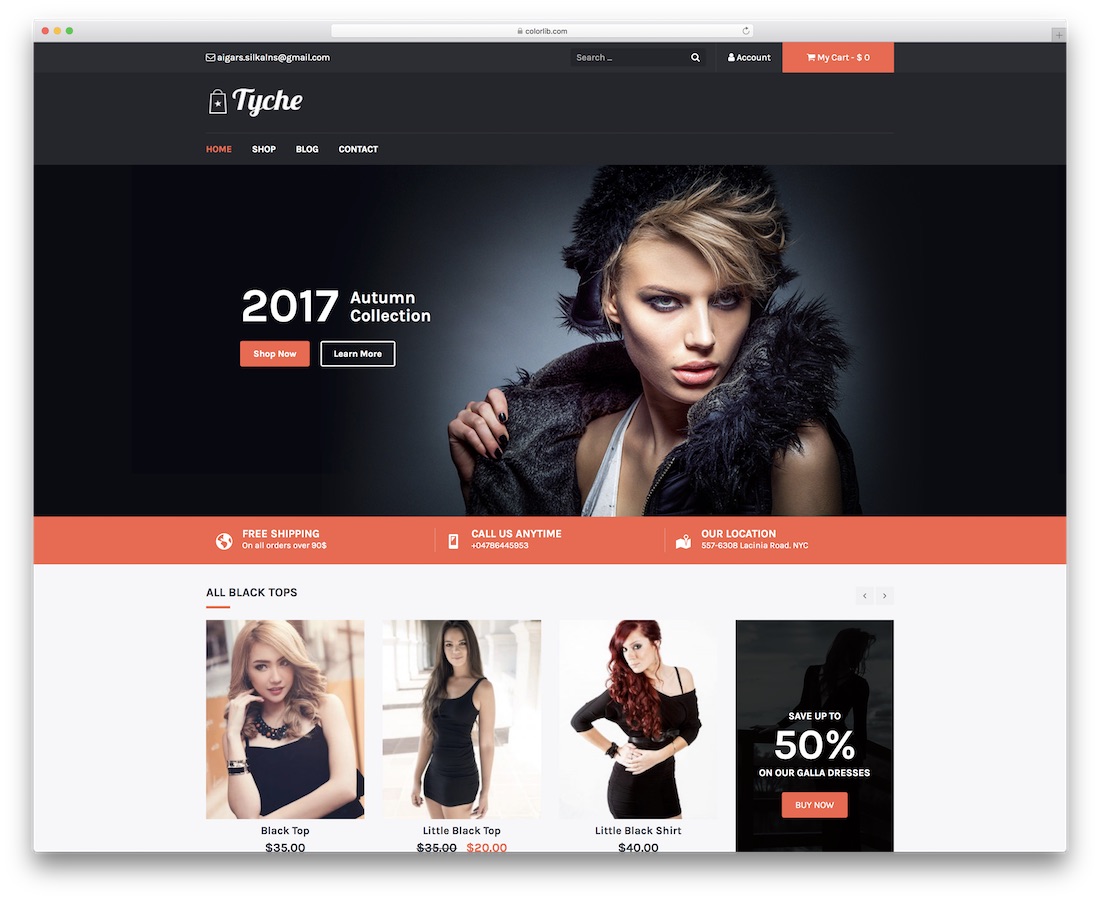 colorlib.com
aigars.silkalns@gmail.com
Search ...
Account
My Cart - $ 0
Tyche
HOME SHOP BLOG CONTACT
2017 Autumn
Collection
Shop Now
Learn More
FREE SHIPPING
On all orders over 90$
CALL US ANYTIME
+04786445953
OUR LOCATION
557-6308 Lacinia Road. NYC
ALL BLACK TOPS
Black Top
$35.00
Little Black Top
$35.00 $20.00
Little Black Shirt
$40.00
SAVE UP TO
50%
ON OUR GALLA DRESSES
BUY NOW